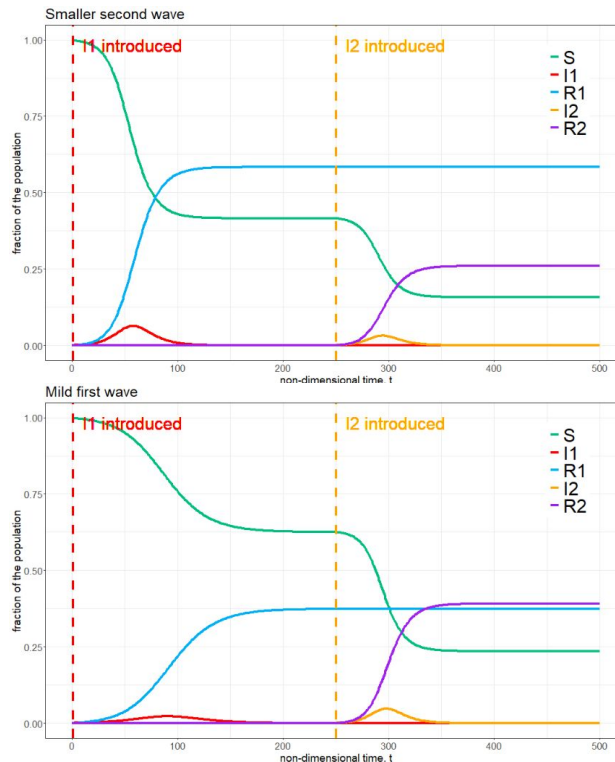 Smaller second wave
I1 introduced
I2 introduced
S
I1
R1
I2
R2
fraction of the population
1.00
0.75
0.50
0.25
0.00
0
100
200
300
400
500
non-dimensional time, t
Mild first wave
I1 introduced
I2 introduced
S
I1
R1
I2
R2
fraction of the population
1.00
0.75
0.50
0.25
0.00
0
100
200
300
400
500
non-dimensional time, t